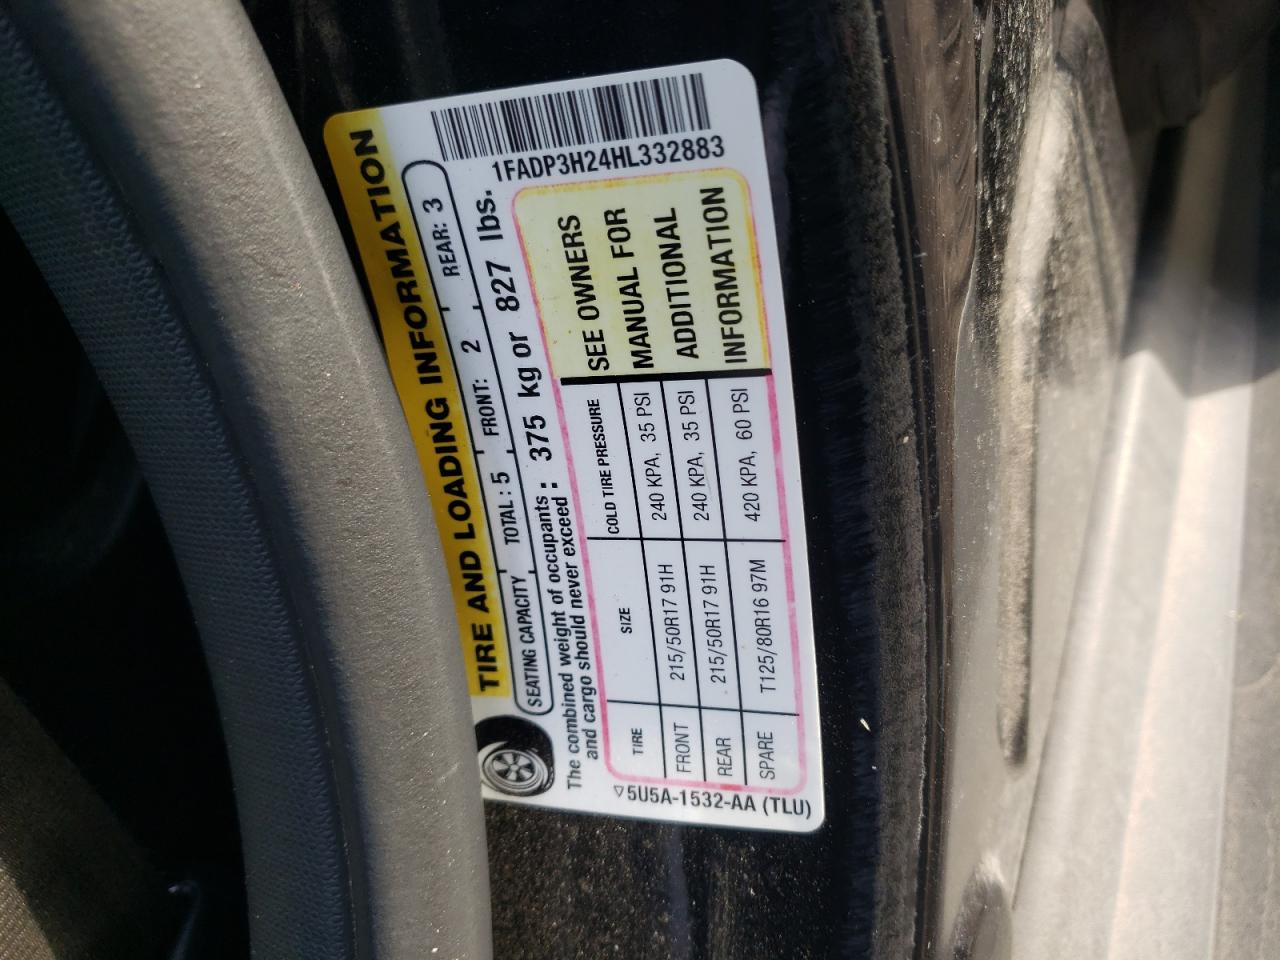 1FADP3H24HL332883
TIRE AND LOADING INFORMATION
SEATING CAPACITY TOTAL: 5 FRONT: 2 REAR: 3
The combined weight of occupants and cargo should never exceed : 375 kg or 827 lbs.
TIRE SIZE COLD TIRE PRESSURE
FRONT 215/50R17 91H 240 KPA, 35 PSI
REAR 215/50R17 91H 240 KPA, 35 PSI
SPARE T125/80R16 97M 420 KPA, 60 PSI
SEE OWNERS
MANUAL FOR
ADDITIONAL
INFORMATION
▽5U5A-1532-AA (TLU)